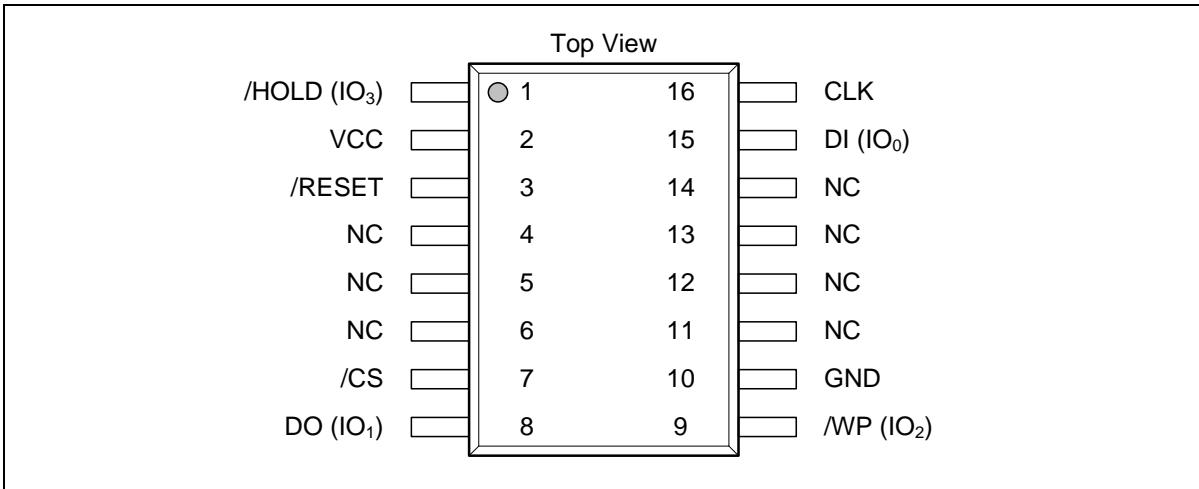 Top View
/HOLD (IO₃) 1 16 CLK
VCC 2 15 DI (IO₀)
/RESET 3 14 NC
NC 4 13 NC
NC 5 12 NC
NC 6 11 NC
/CS 7 10 GND
DO (IO₁) 8 9 /WP (IO₂)